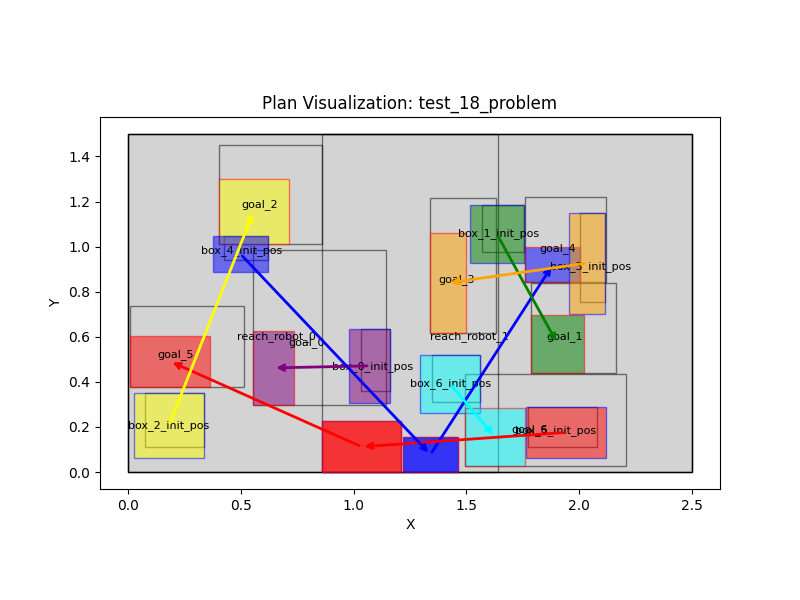 Plan Visualization: test_18_problem
Y
1.4
1.2
1.0
0.8
0.6
0.4
0.2
0.0
goal_2
box_1_init_pos
box_4_init_pos
goal_4
box_3_init_pos
goal_3
reach_robot_0
goal_0
reach_robot_1
goal_1
goal_5
box_0_init_pos
box_6_init_pos
box_2_init_pos
goal_6
box_5_init_pos
0.0
0.5
1.0
1.5
2.0
2.5
X